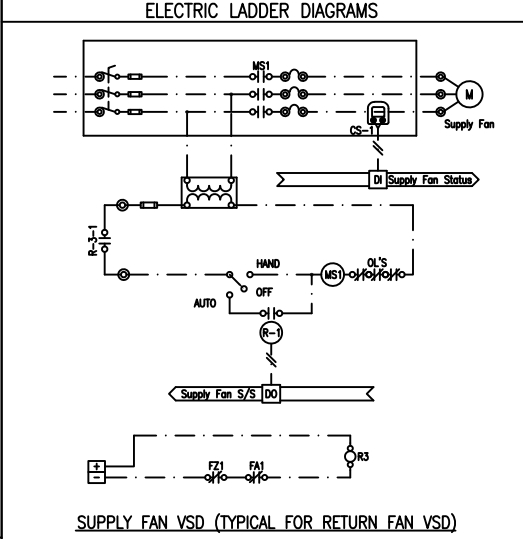 ELECTRIC LADDER DIAGRAMS
MS1
M
CS-1
Supply Fan
DI Supply Fan Status
R-3-1
HAND
MS1
OL'S
OFF
AUTO
R-1
Supply Fan S/S DO
+
R3
-
FZ1
FA1
SUPPLY FAN VSD (TYPICAL FOR RETURN FAN VSD)